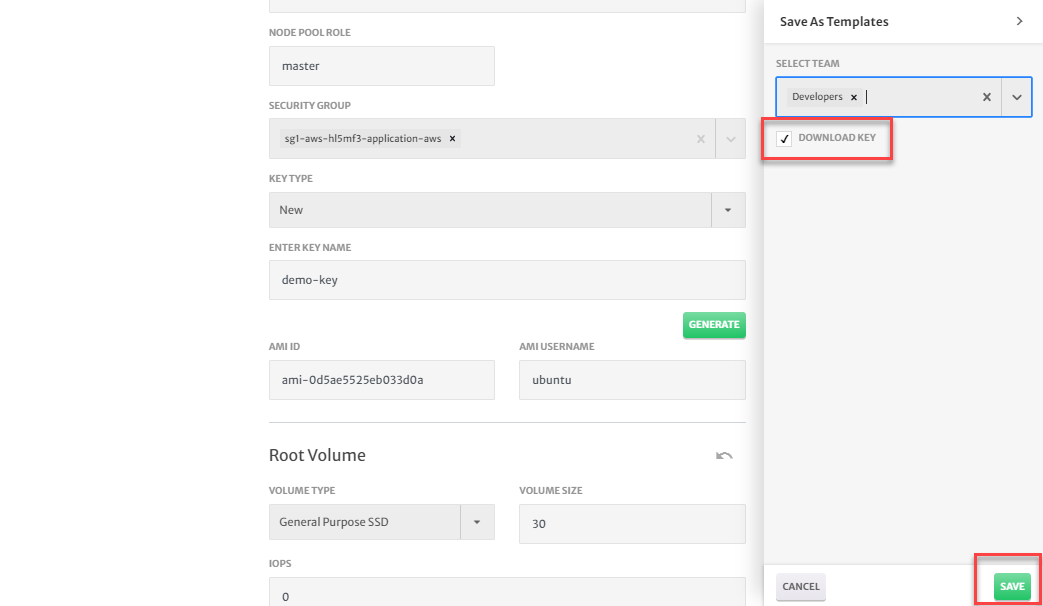 NODE POOL ROLE
master
SECURITY GROUP
sg1-aws-hl5mf3-application-aws ×
KEY TYPE
New
ENTER KEY NAME
demo-key
GENERATE
AMI ID
AMI USERNAME
ami-0d5ae5525eb033d0a
ubuntu
Root Volume
VOLUME TYPE
VOLUME SIZE
General Purpose SSD
30
IOPS
0
Save As Templates
SELECT TEAM
Developers ×
DOWNLOAD KEY
CANCEL
SAVE